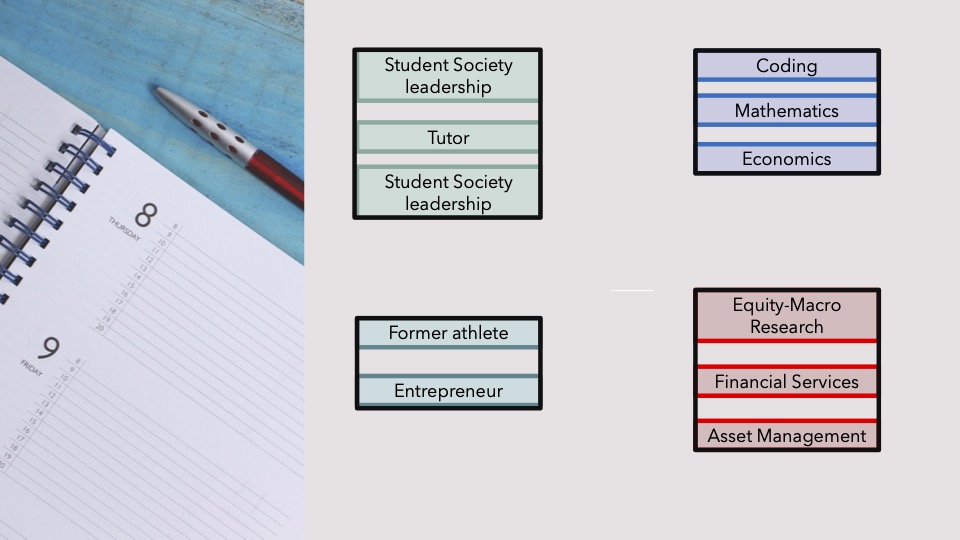 Student Society
leadership
Tutor
Student Society
leadership
Coding
Mathematics
Economics
Former athlete
Entrepreneur
Equity-Macro
Research
Financial Services
Asset Management
8
THURSDAY
9
FRIDAY